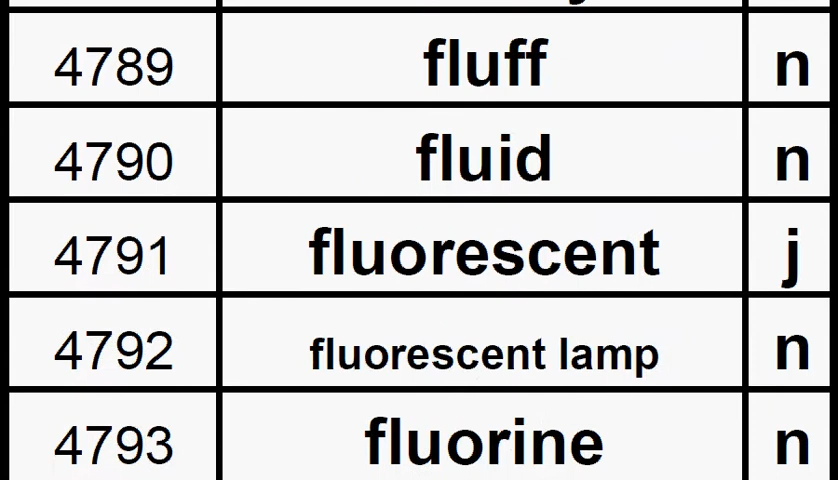 4789 fluff n
4790 fluid n
4791 fluorescent j
4792 fluorescent lamp n
4793 fluorine n